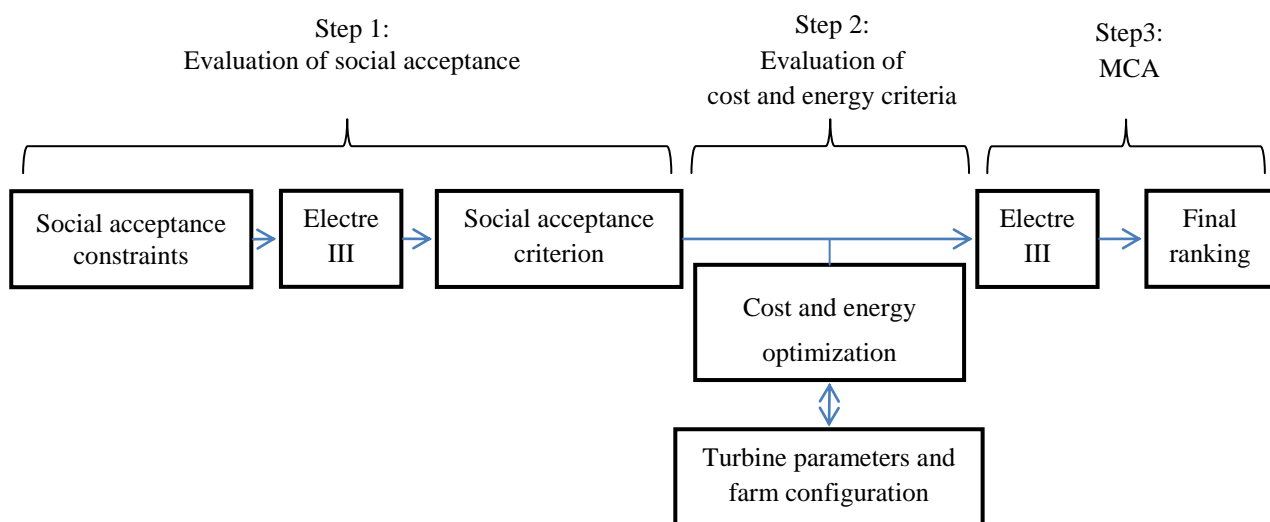 Step 1:
Evaluation of social acceptance
Step 2:
Evaluation of
cost and energy criteria
Step3:
MCA
Social acceptance
constraints
Electre
III
Social acceptance
criterion
Electre
III
Final
ranking
Cost and energy
optimization
Turbine parameters and
farm configuration